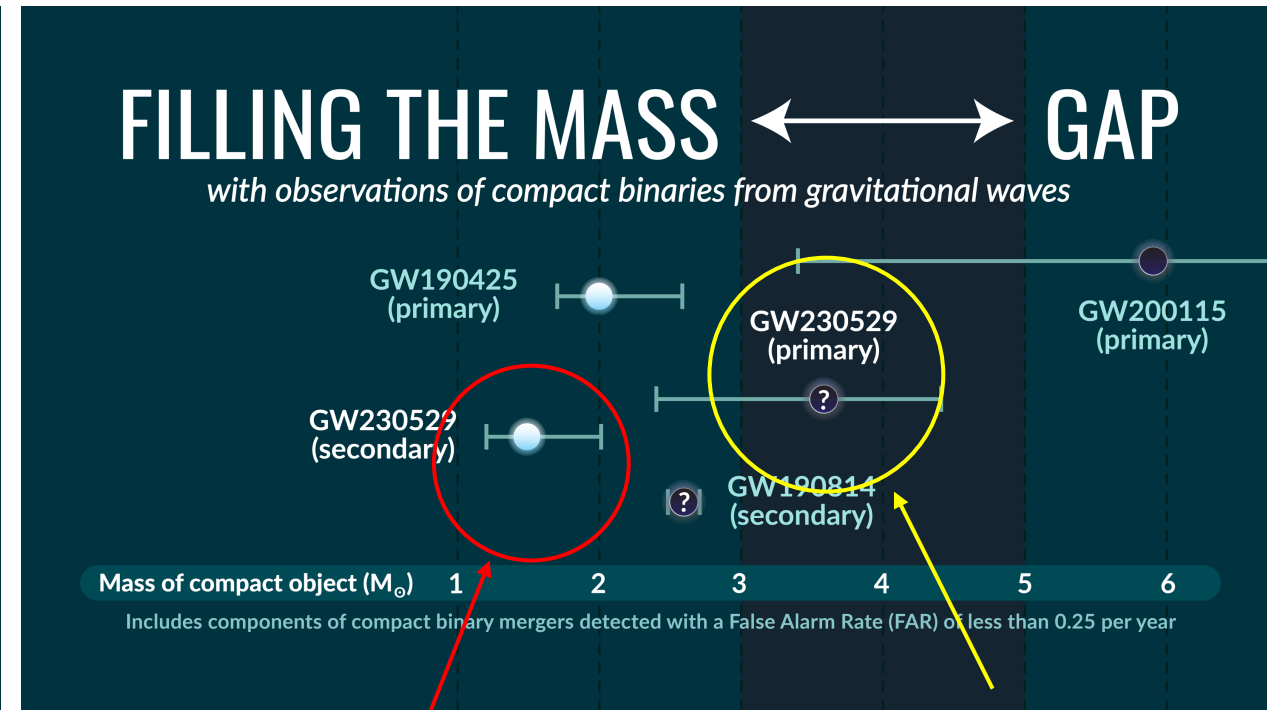 FILLING THE MASS GAP
with observations of compact binaries from gravitational waves
GW190425
(primary)
GW200115
(primary)
GW230529
(primary)
?
GW230529
(secondary)
?
GW190814
(secondary)
Mass of compact object (M☉) 1 2 3 4 5 6
Includes components of compact binary mergers detected with a False Alarm Rate (FAR) of less than 0.25 per year